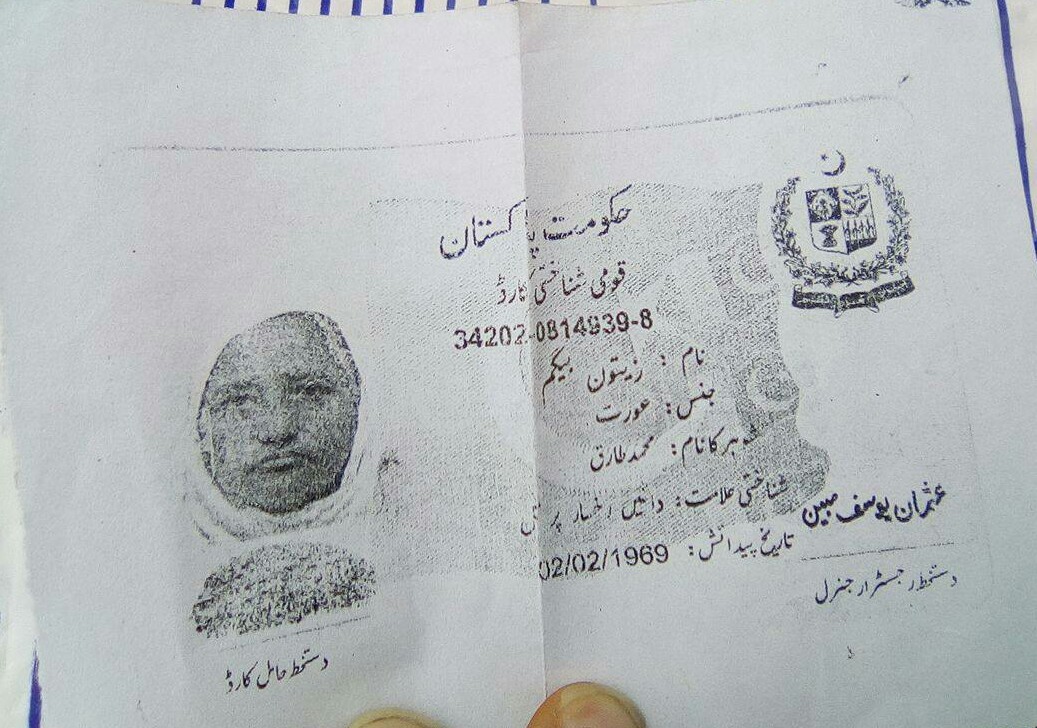 حکومت پاکستان
قومی شناختی کارڈ
34202-0814939-8
نام : زیتون بیگم
جنس: عورت
شوہر کا نام: محمد طارق
شناختی علامت: دائیں رخسار پر
تاریخ پیدائش: 02/02/1969
عثمان یوسف مبین
دستخط رجسٹرار جنرل
دستخط حامل کارڈ